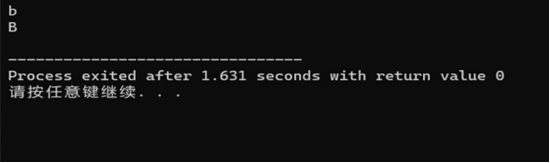 b
B
--------------------------------
Process exited after 1.631 seconds with return value 0
请按任意键继续. . .